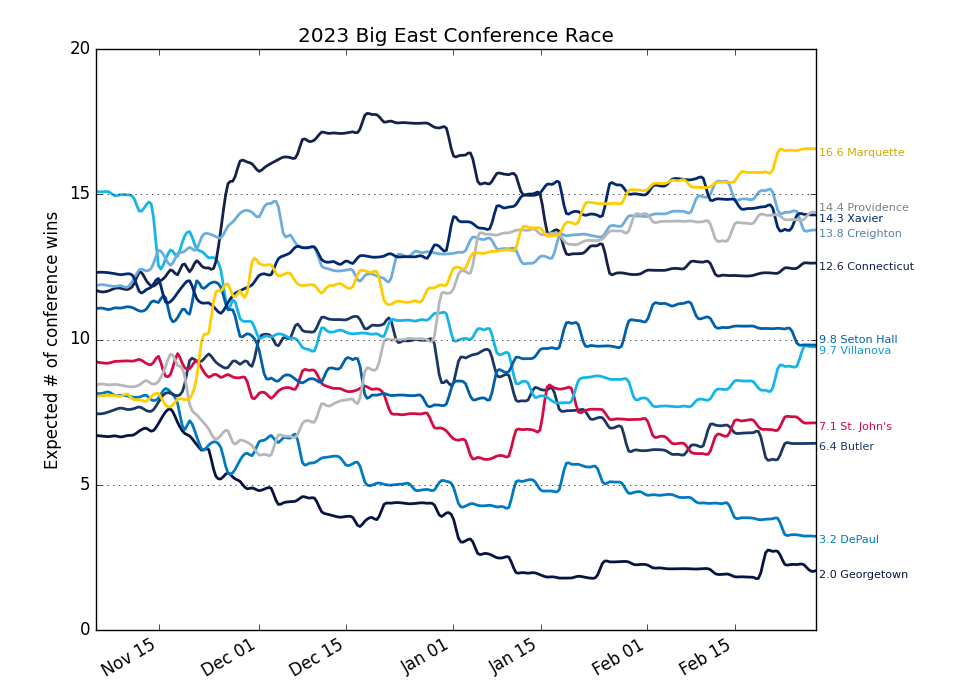 2023 Big East Conference Race
Expected # of conference wins
20
15
10
5
0
16.6 Marquette
14.4 Providence
14.3 Xavier
13.8 Creighton
12.6 Connecticut
9.8 Seton Hall
9.7 Villanova
7.1 St. John's
6.4 Butler
3.2 DePaul
2.0 Georgetown
Nov 15
Dec 01
Dec 15
Jan 01
Jan 15
Feb 01
Feb 15